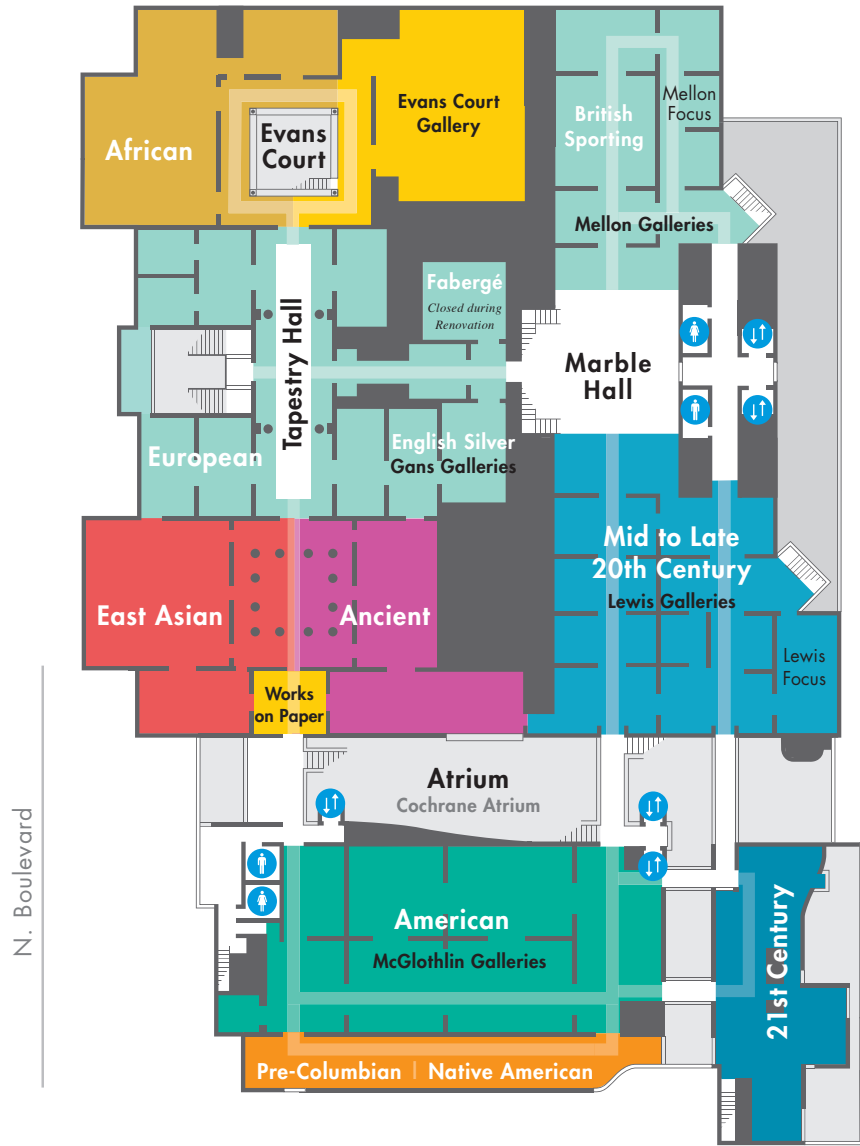 Evans Court
Gallery
Mellon
Focus
British
Sporting
Evans
Court
African
Mellon Galleries
Fabergé
Closed during
Renovation
Marble
Hall
Tapestry Hall
European
English Silver
Gans Galleries
Mid to Late
20th Century
Lewis Galleries
East Asian
Ancient
Lewis
Focus
Works
on Paper
Atrium
Cochrane Atrium
N. Boulevard
American
McGlothlin Galleries
21st Century
Pre-Columbian | Native American